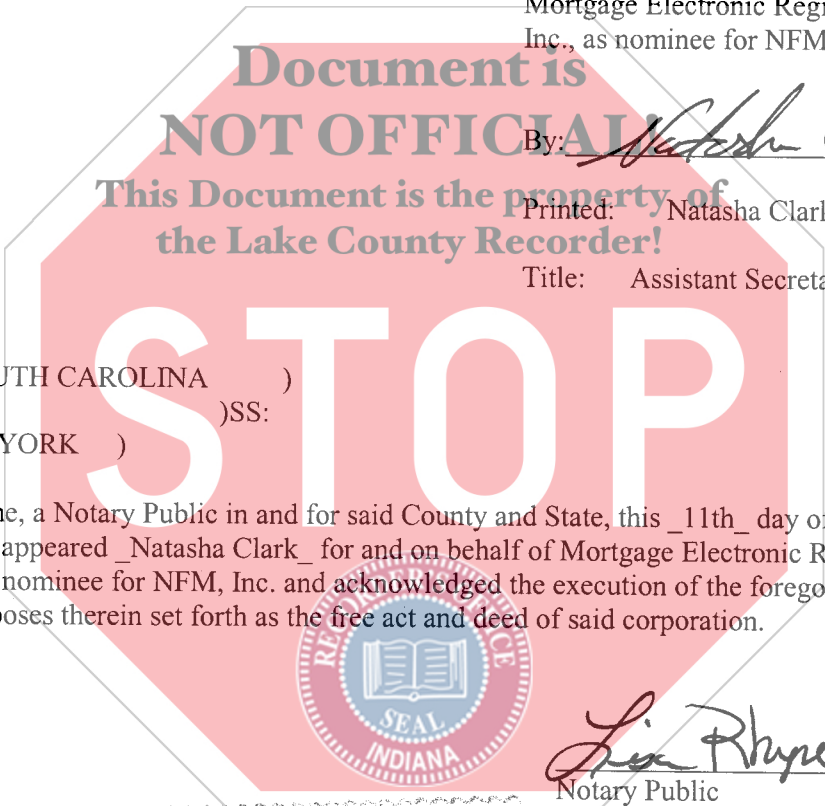 Mortgage Electronic Regi
Inc., as nominee for NFM
Document is
NOT OFFICIAL!
This Document is the property of
the Lake County Recorder!
By: Natasha
Printed: Natasha Clark
Title: Assistant Secreta
STOP
UTH CAROLINA )
)SS:
YORK )
ne, a Notary Public in and for said County and State, this _11th_ day of
appeared _Natasha Clark_ for and on behalf of Mortgage Electronic R
nominee for NFM, Inc. and acknowledged the execution of the forego
poses therein set forth as the free act and deed of said corporation.
RECORDER'S OFFICE
SEAL
INDIANA
Lisa
Notary Public